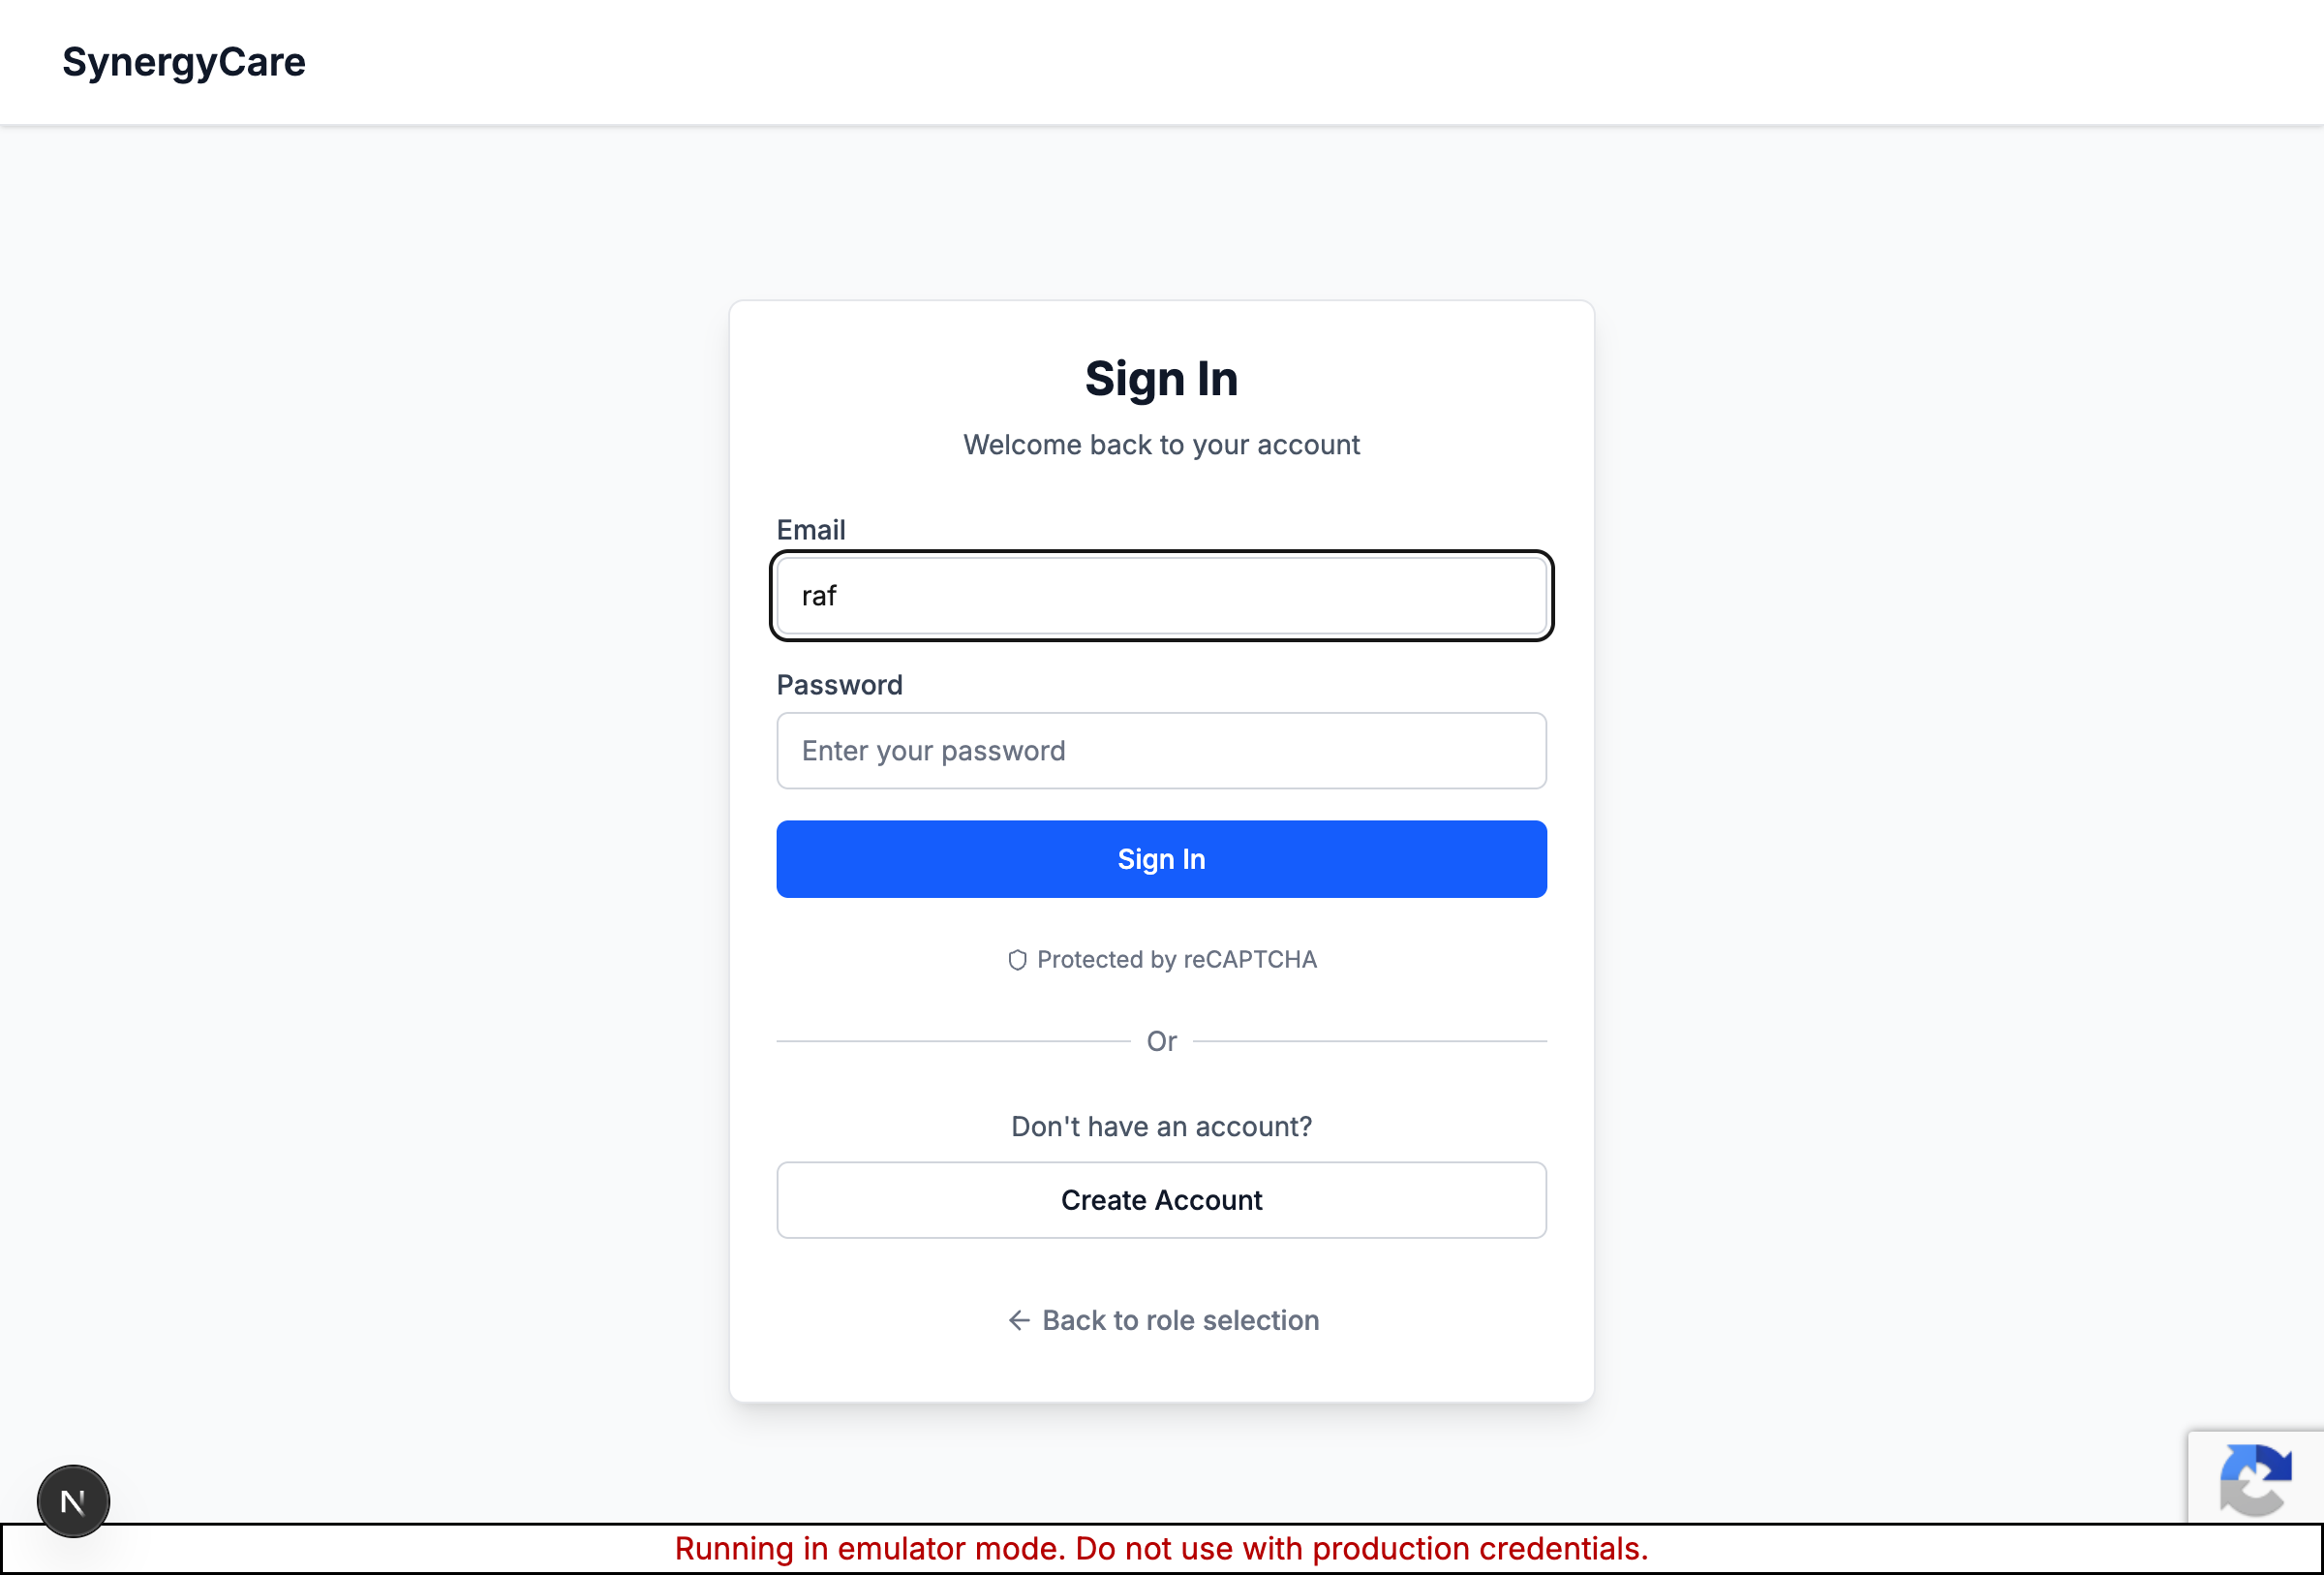 SynergyCare
Sign In
Welcome back to your account
Email
raf
Password
Enter your password
Sign In
Protected by reCAPTCHA
Or
Don't have an account?
Create Account
← Back to role selection
N
Running in emulator mode. Do not use with production credentials.